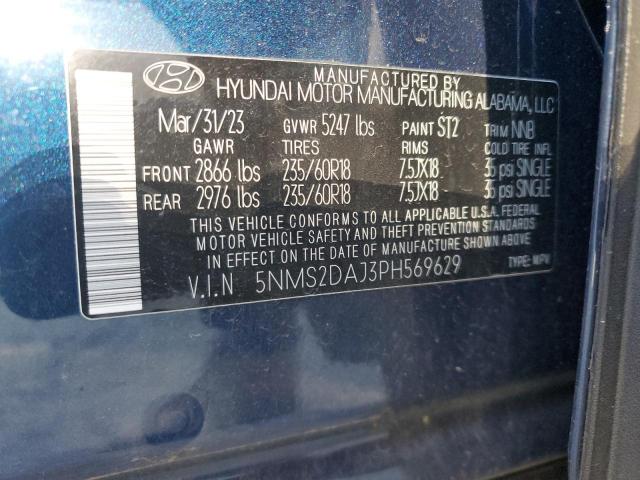 MANUFACTURED BY
HYUNDAI MOTOR MANUFACTURING ALABAMA, LLC
Mar/31/23 GVWR 5247 lbs PAINT ST2 TRIM NNB
GAWR TIRES RIMS COLD TIRE INFL
FRONT 2866 lbs 235/60R18 7.5JX18 35 psi SINGLE
REAR 2976 lbs 235/60R18 7.5JX18 35 psi SINGLE
THIS VEHICLE CONFORMS TO ALL APPLICABLE U.S.A. FEDERAL
MOTOR VEHICLE SAFETY AND THEFT PREVENTION STANDARDS
IN EFFECT ON THE DATE OF MANUFACTURE SHOWN ABOVE.
V.I.N 5NMS2DAJ3PH569629 TYPE: MPV